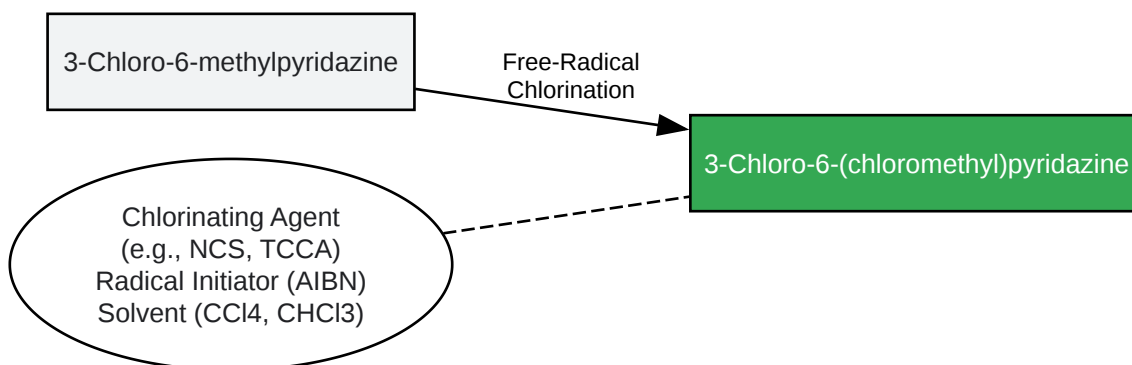 3-Chloro-6-methylpyridazine
Free-Radical
Chlorination
3-Chloro-6-(chloromethyl)pyridazine
Chlorinating Agent
(e.g., NCS, TCCA)
Radical Initiator (AIBN)
Solvent (CCl4, CHCl3)